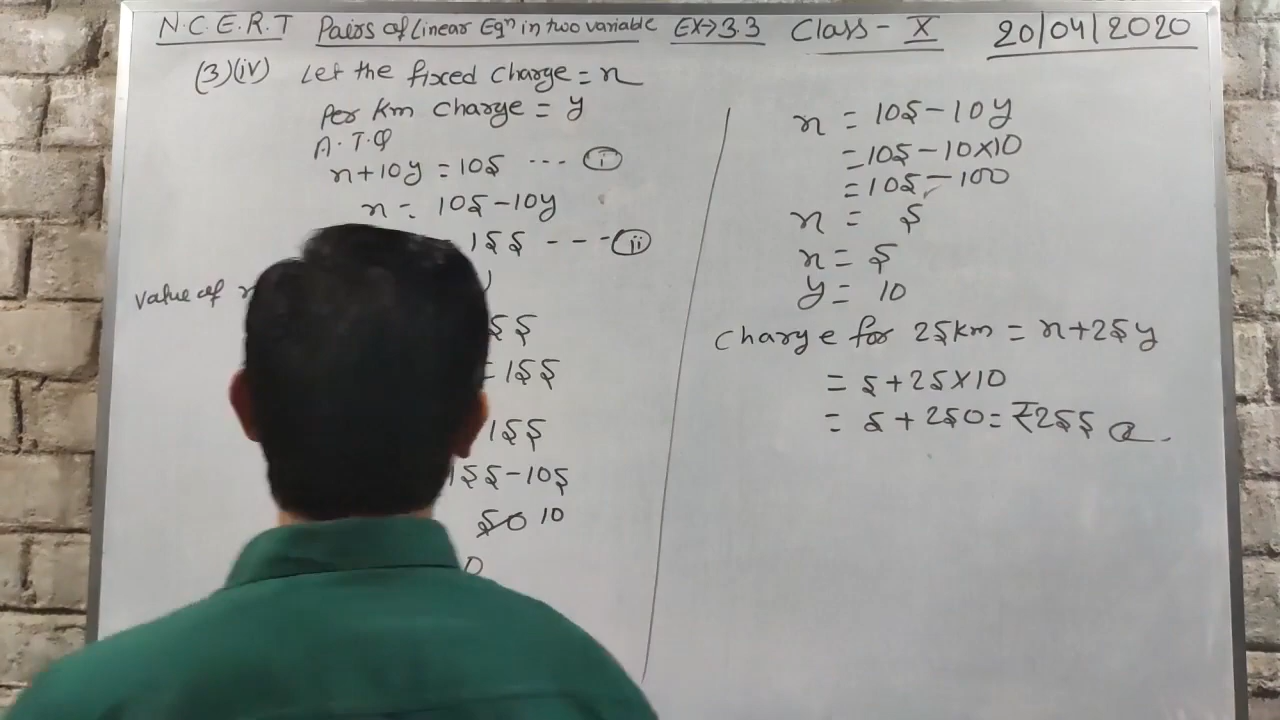 N.C.E.R.T Pairs of Linear Eqⁿ in two variable EX→3.3 Class - X 20/04/2020
(3)(iv) Let the fixed charge = x
Per Km charge = y
A.T.Q
x+10y = 105 --- (i)
x = 105-10y
155 --- (ii)
value of x
)
55
= 155
155
155-105
50 10
0
x = 105-10y
= 105-10×10
= 105-100
x = 5
x = 5
y = 10
Charge for 25km = x+25y
= 5+25×10
= 5+250 = ₹255